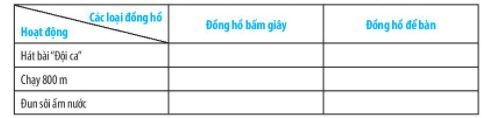 Các loại đồng hồ
Hoạt động
Đồng hồ bấm giây
Đồng hồ để bàn
Hát bài "Đội ca"
Chạy 800 m
Đun sôi ấm nước